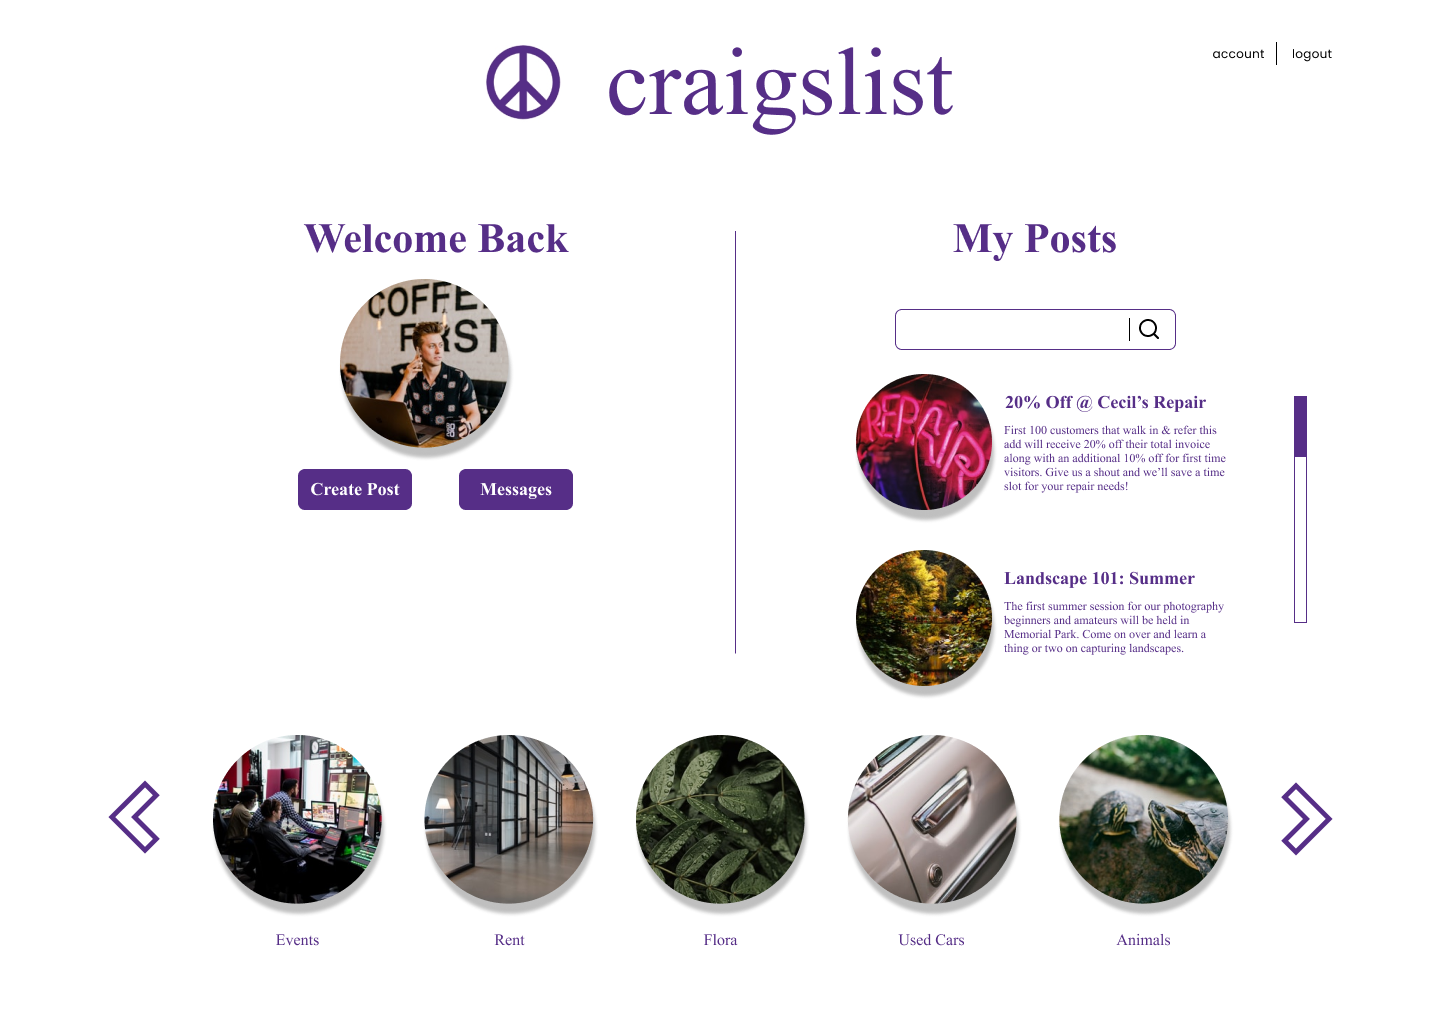 craigslist
account
logout
Welcome Back
COFFE
FIRST
Create Post
Messages
My Posts
REPAIR
20% Off @ Cecil’s Repair
First 100 customers that walk in & refer this
add will receive 20% off their total invoice
along with an additional 10% off for first time
visitors. Give us a shout and we’ll save a time
slot for your repair needs!
Landscape 101: Summer
The first summer session for our photography
beginners and amateurs will be held in
Memorial Park. Come on over and learn a
thing or two on capturing landscapes.
Events
Rent
Flora
Used Cars
Animals